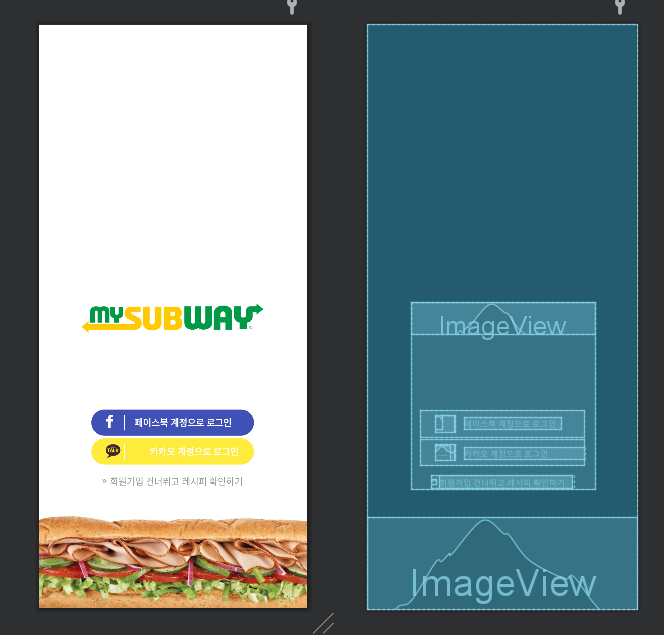 mySUBWAY
f 페이스북 계정으로 로그인
TALK 카카오 계정으로 로그인
» 회원가입 건너뛰고 레시피 확인하기
ImageView
페이스북 계정으로 로그인
카카오 계정으로 로그인
회원가입 건너뛰고 레시피 확인하기
ImageView